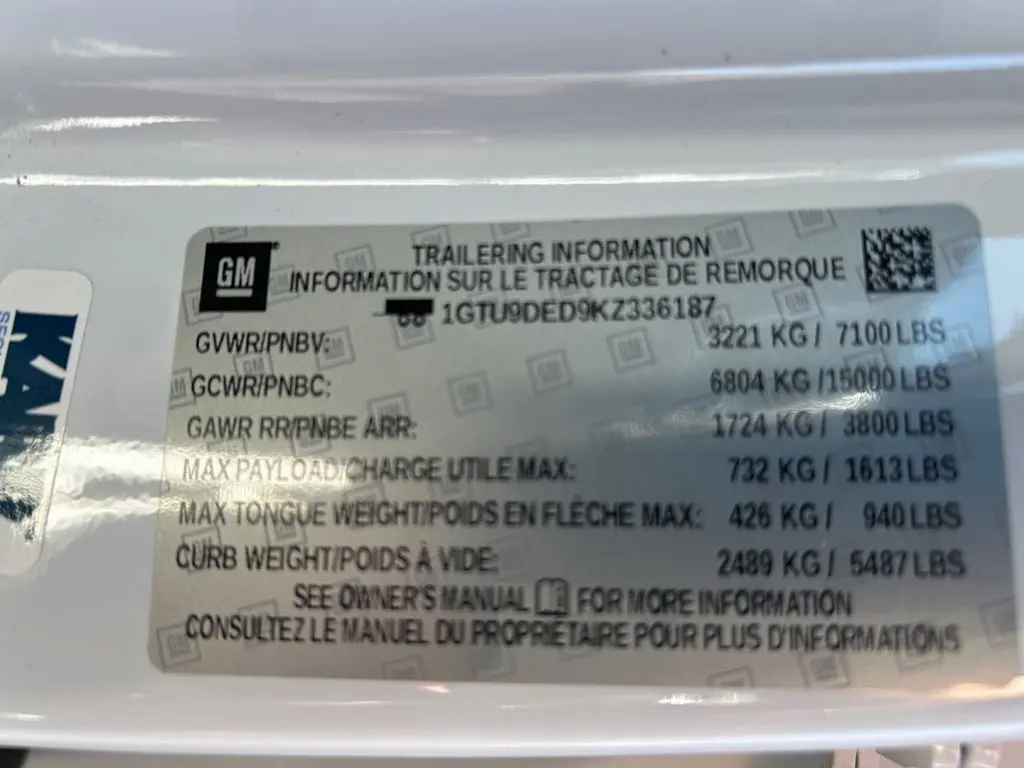 GM
TRAILERING INFORMATION
INFORMATION SUR LE TRACTAGE DE REMORQUE
1GTU9DED9KZ336187
GVWR/PNBV: 3221 KG / 7100 LBS
GCWR/PNBC: 6804 KG /15000 LBS
GAWR RR/PNBE ARR: 1724 KG / 3800 LBS
MAX PAYLOAD/CHARGE UTILE MAX: 732 KG / 1613 LBS
MAX TONGUE WEIGHT/POIDS EN FLÈCHE MAX: 426 KG / 940 LBS
CURB WEIGHT/POIDS À VIDE: 2489 KG / 5487 LBS
SEE OWNER'S MANUAL FOR MORE INFORMATION
CONSULTEZ LE MANUEL DU PROPRIÉTAIRE POUR PLUS D'INFORMATIONS